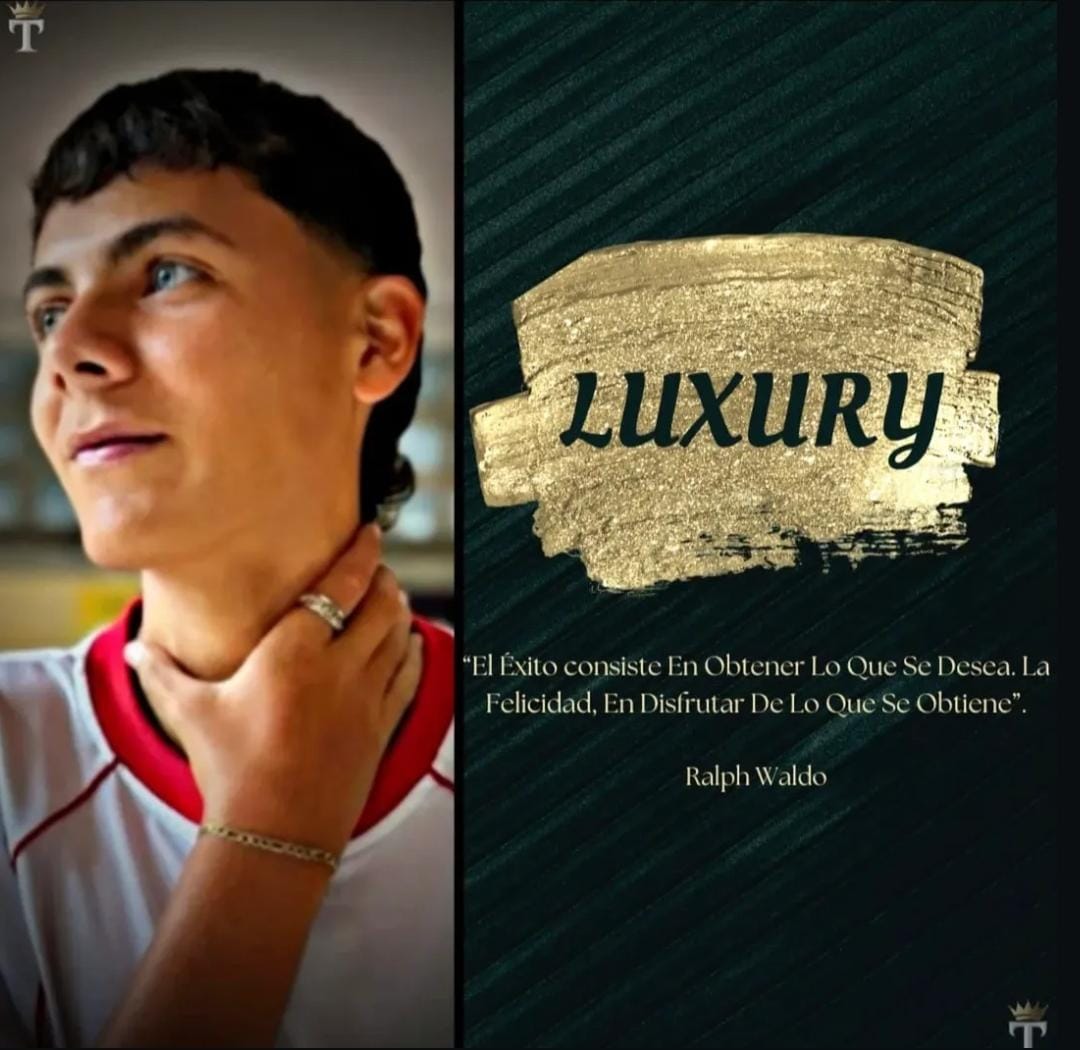 T
LUXURY
“El Éxito consiste En Obtener Lo Que Se Desea. La
Felicidad, En Disfrutar De Lo Que Se Obtiene”.
Ralph Waldo
T